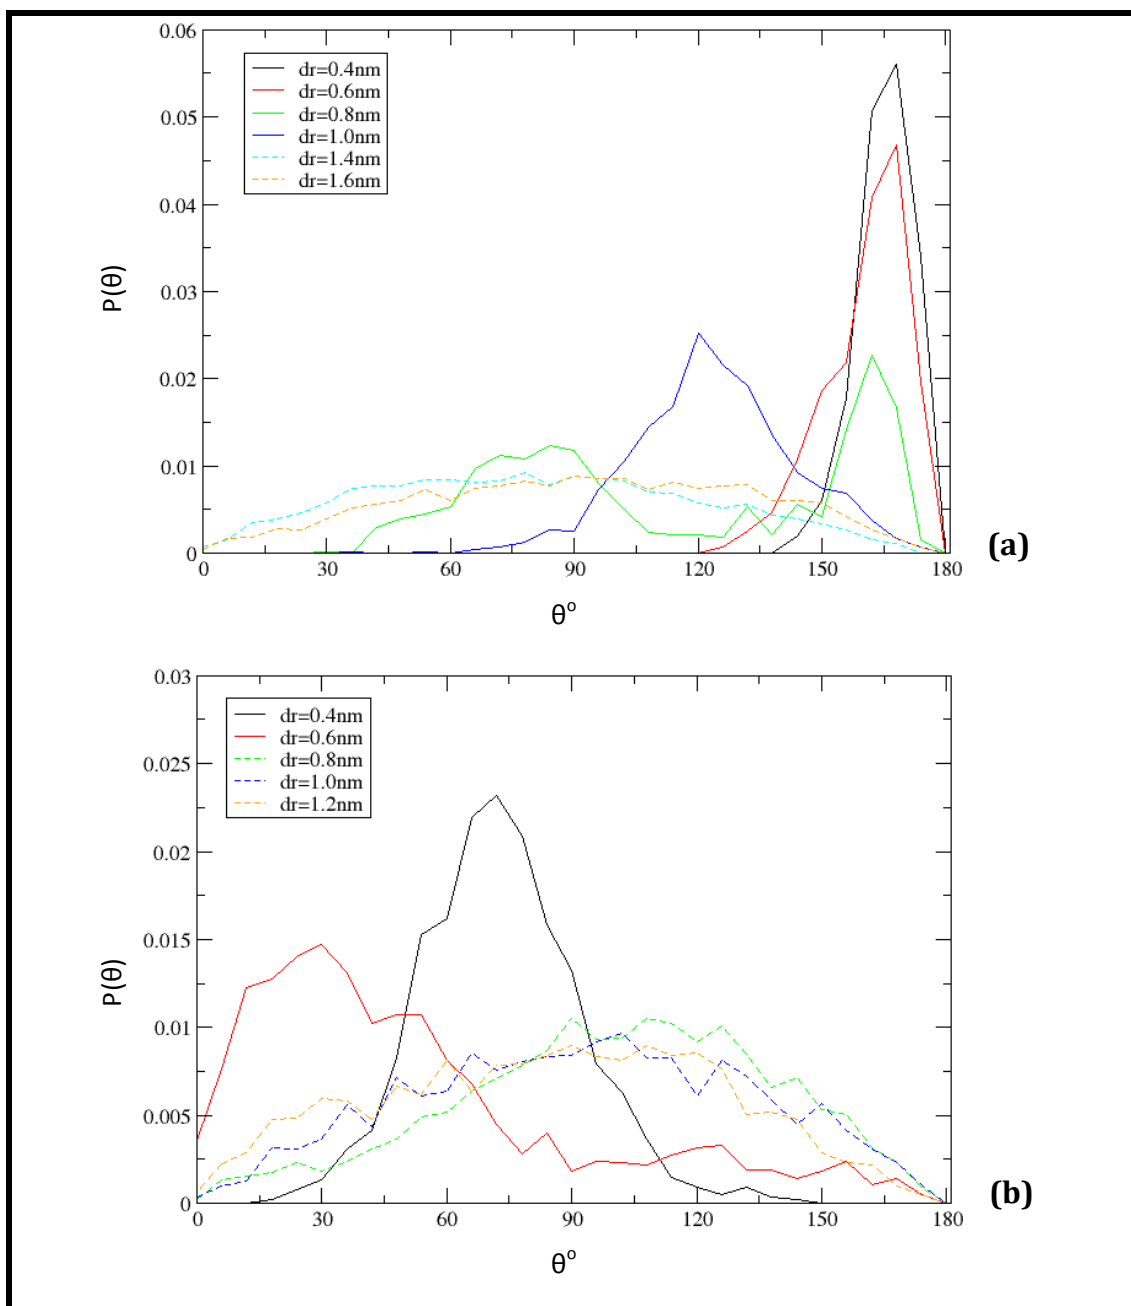 0.06
0.05
0.04
0.03
0.02
0.01
0
P(θ)
dr=0.4nm
dr=0.6nm
dr=0.8nm
dr=1.0nm
dr=1.4nm
dr=1.6nm
0 30 60 90 120 150 180
θ°
(a)
0.03
0.025
0.02
0.015
0.01
0.005
0
P(θ)
dr=0.4nm
dr=0.6nm
dr=0.8nm
dr=1.0nm
dr=1.2nm
0 30 60 90 120 150 180
θ°
(b)